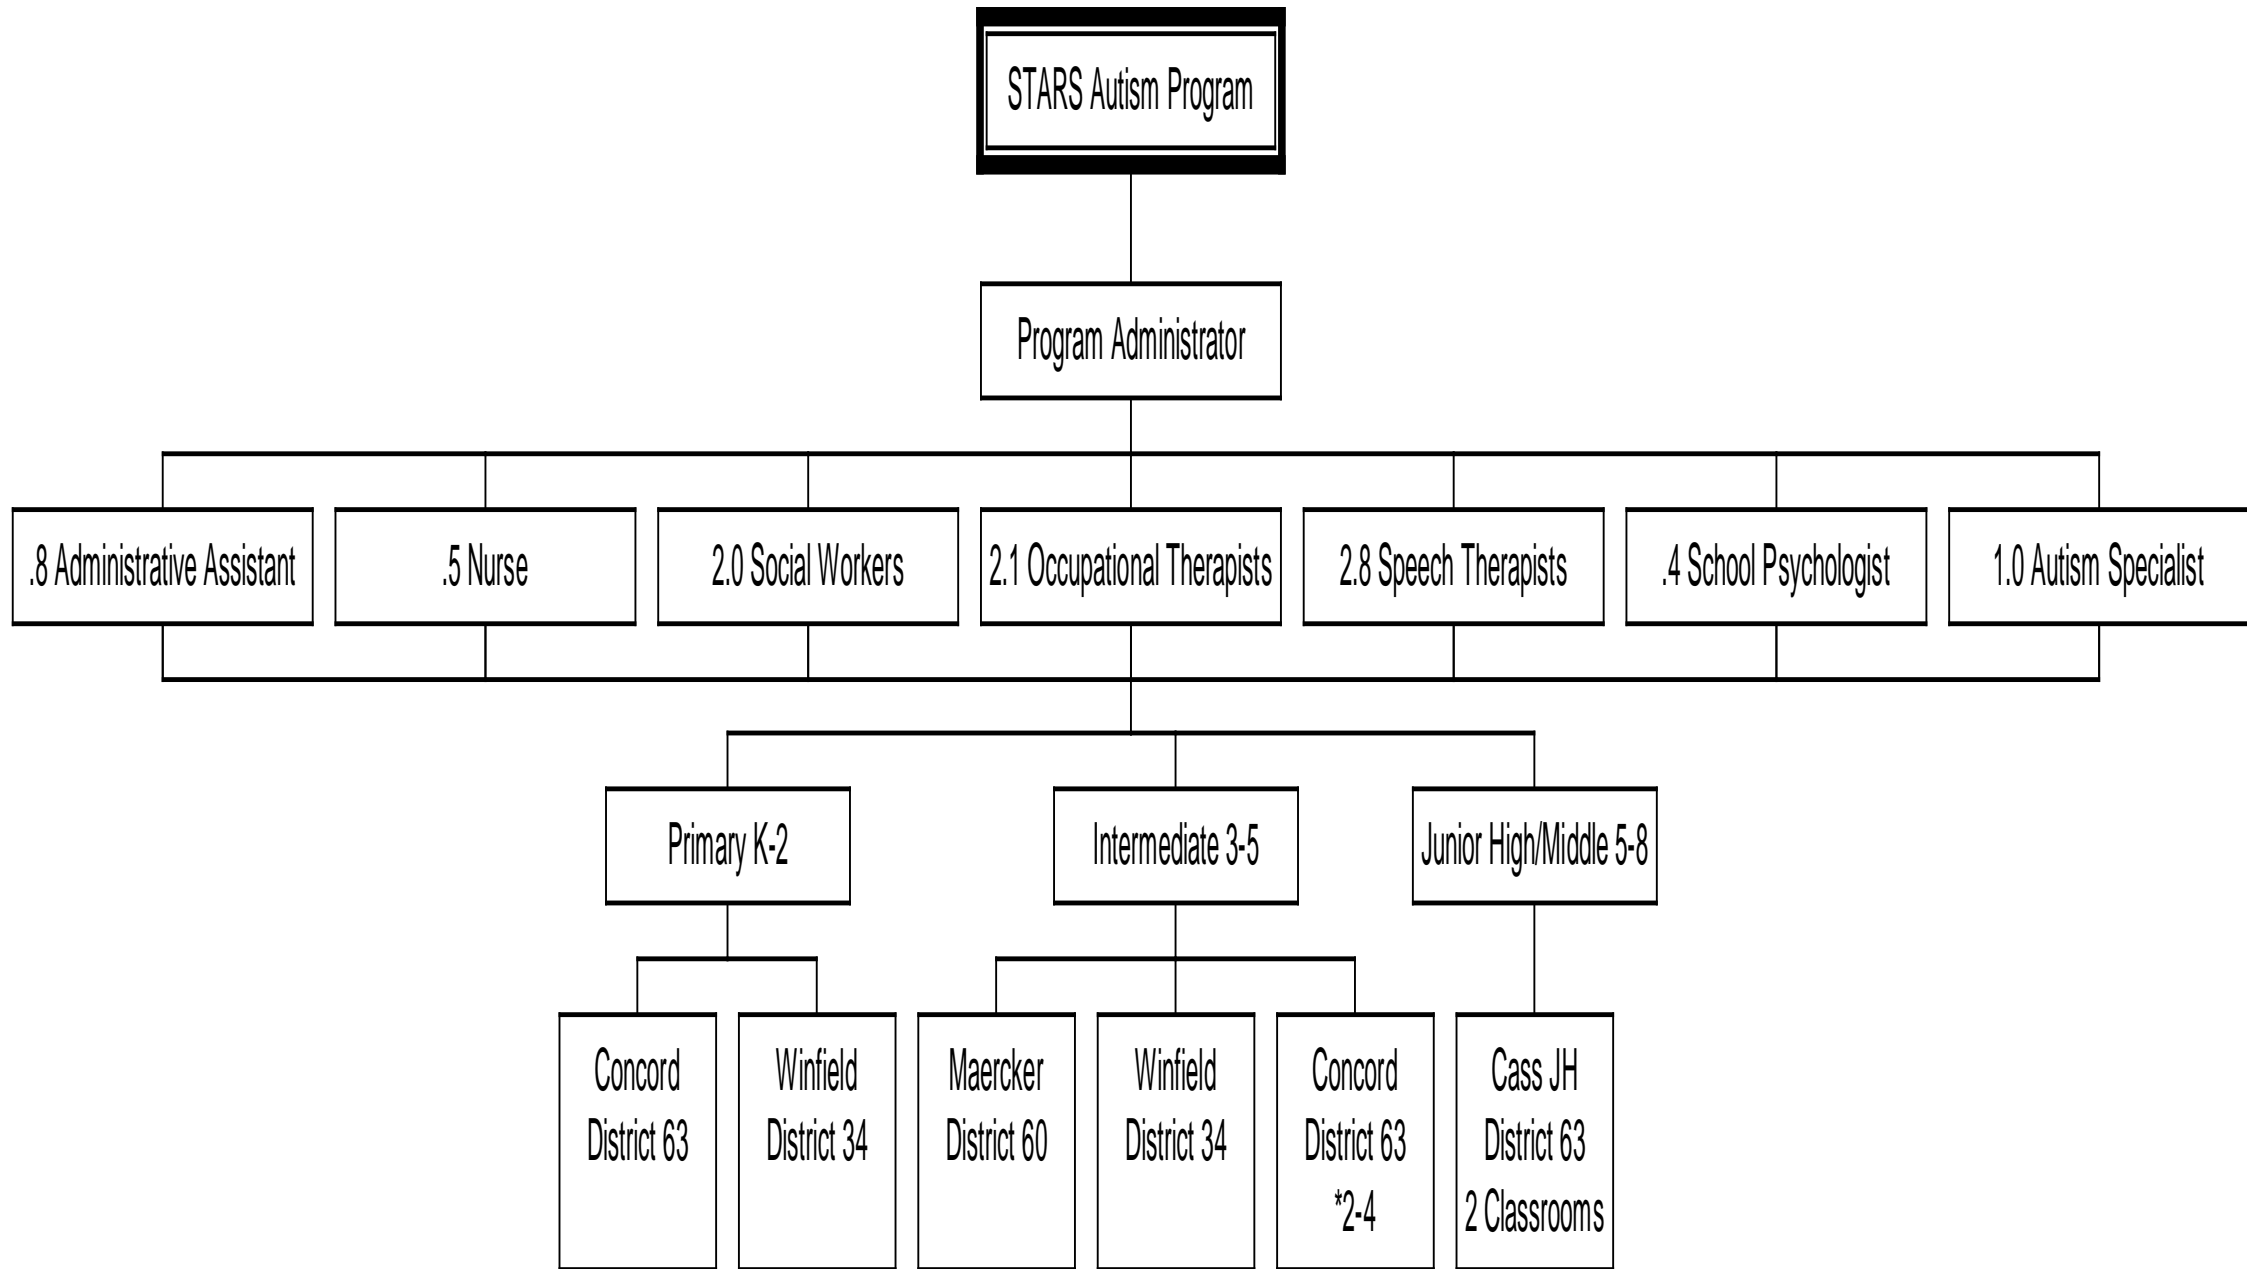 STARS Autism Program
Program Administrator
.8 Administrative Assistant
.5 Nurse
2.0 Social Workers
2.1 Occupational Therapists
2.8 Speech Therapists
.4 School Psychologist
1.0 Autism Specialist
Primary K-2
Intermediate 3-5
Junior High/Middle 5-8
Concord
District 63
Winfield
District 34
Maercker
District 60
Winfield
District 34
Concord
District 63
*2-4
Cass JH
District 63
2 Classrooms